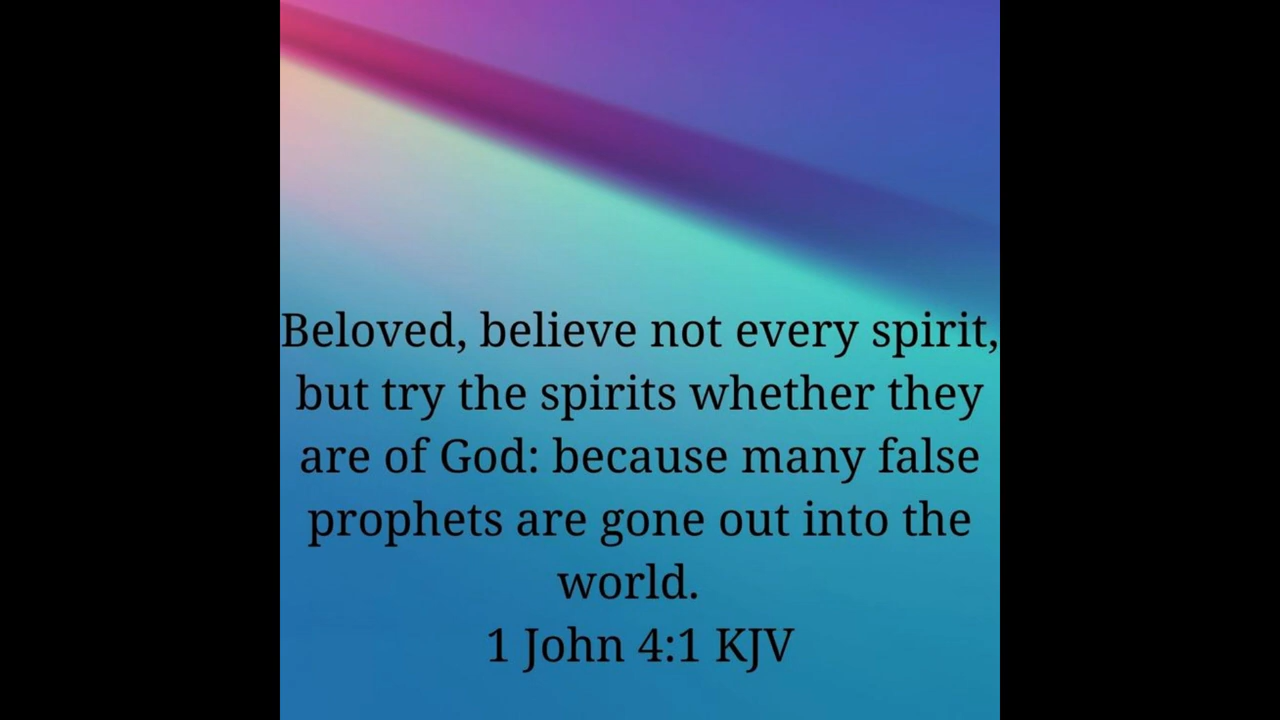 Beloved, believe not every spirit,
but try the spirits whether they
are of God: because many false
prophets are gone out into the
world.
1 John 4:1 KJV